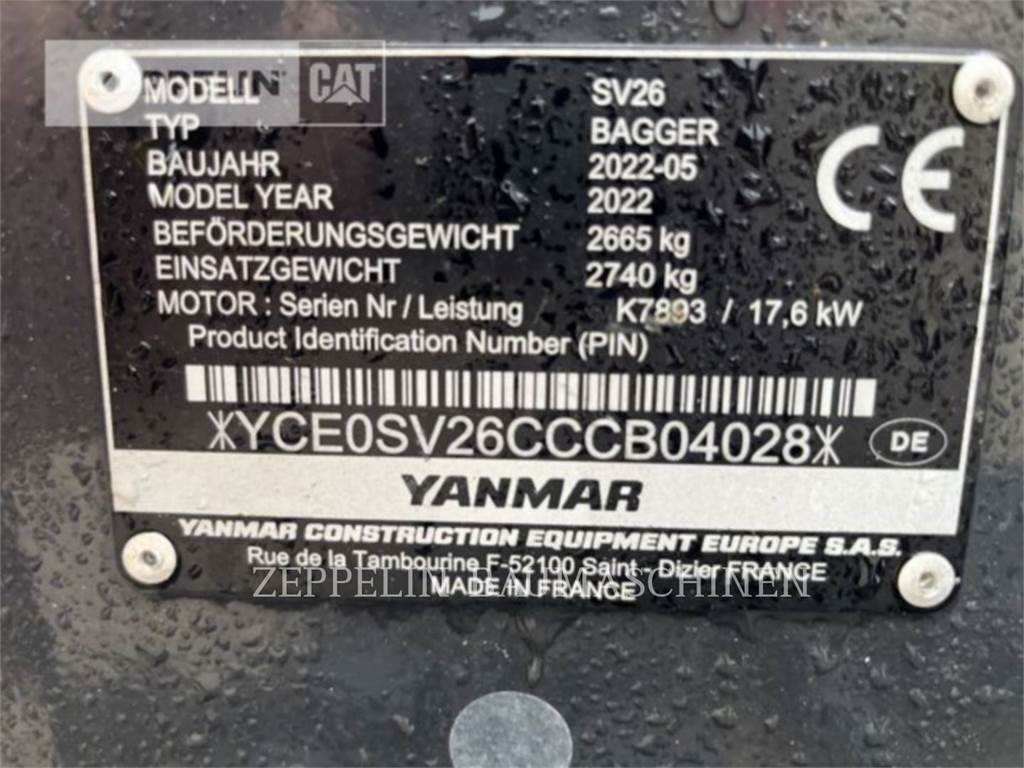 MODELL SV26
TYP BAGGER
BAUJAHR 2022-05
MODEL YEAR 2022
BEFÖRDERUNGSGEWICHT 2665 kg
EINSATZGEWICHT 2740 kg
MOTOR : Serien Nr / Leistung K7893 / 17,6 kW
Product Identification Number (PIN)
*YCE0SV26CCCB04028*
DE
CE
YANMAR
YANMAR CONSTRUCTION EQUIPMENT EUROPE S.A.S.
Rue de la Tambourine F-52100 Saint - Dizier FRANCE
MADE IN FRANCE
CAT
ZEPPELIN BAUMASCHINEN